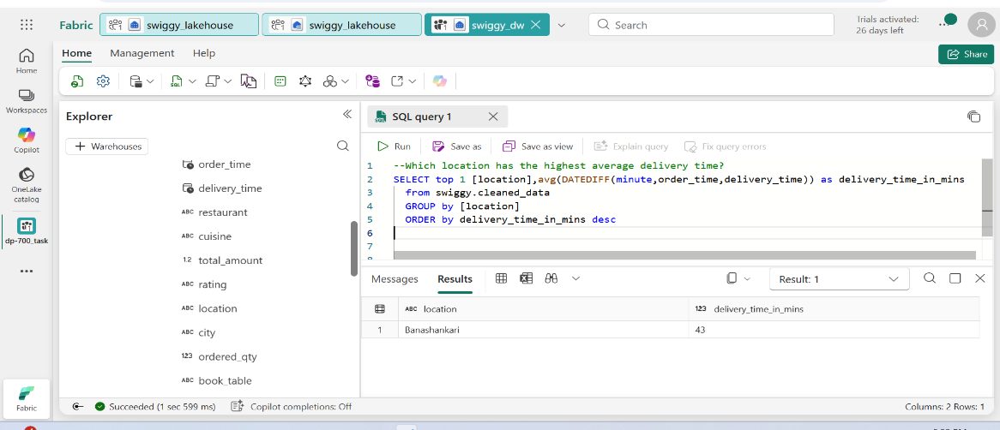 Fabric
swiggy_lakehouse
swiggy_lakehouse
swiggy_dw
Search
Trials activated:
26 days left
Home
Management
Help
Share
Home
Workspaces
Copilot
OneLake
catalog
dp-700_task
Fabric
Explorer
Warehouses
order_time
delivery_time
ABC restaurant
ABC cuisine
1.2 total_amount
ABC rating
ABC location
ABC city
123 ordered_qty
ABC book_table
SQL query 1
Run
Save as
Save as view
Explain query
Fix query errors
1 --Which location has the highest average delivery time?
2 SELECT top 1 [location],avg(DATEDIFF(minute,order_time,delivery_time)) as delivery_time_in_mins
3 from swiggy.cleaned_data
4 GROUP by [location]
5 ORDER by delivery_time_in_mins desc
6
7
Messages
Results
Result: 1
ABC location
123 delivery_time_in_mins
1 Banashankari 43
Succeeded (1 sec 599 ms)
Copilot completions: Off
Columns: 2 Rows: 1